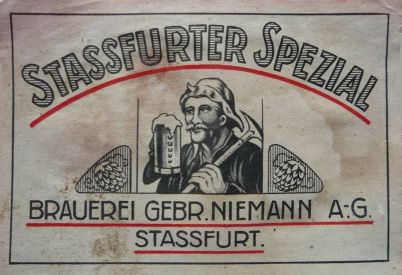 STASSFURTER SPEZIAL
BRAUEREI GEBR. NIEMANN A.-G.
STASSFURT.